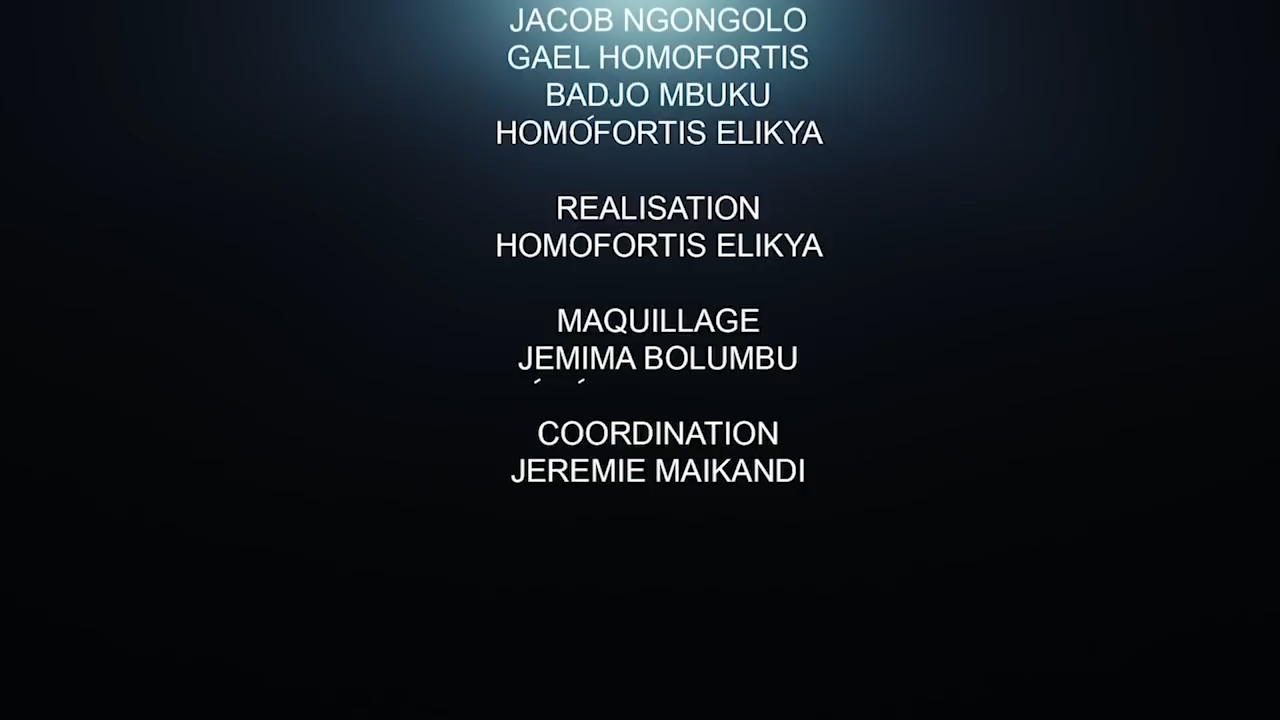 JACOB NGONGOLO
GAEL HOMOFORTIS
BADJO MBUKU
HOMOFORTIS ELIKYA
REALISATION
HOMOFORTIS ELIKYA
MAQUILLAGE
JEMIMA BOLUMBU
COORDINATION
JEREMIE MAIKANDI